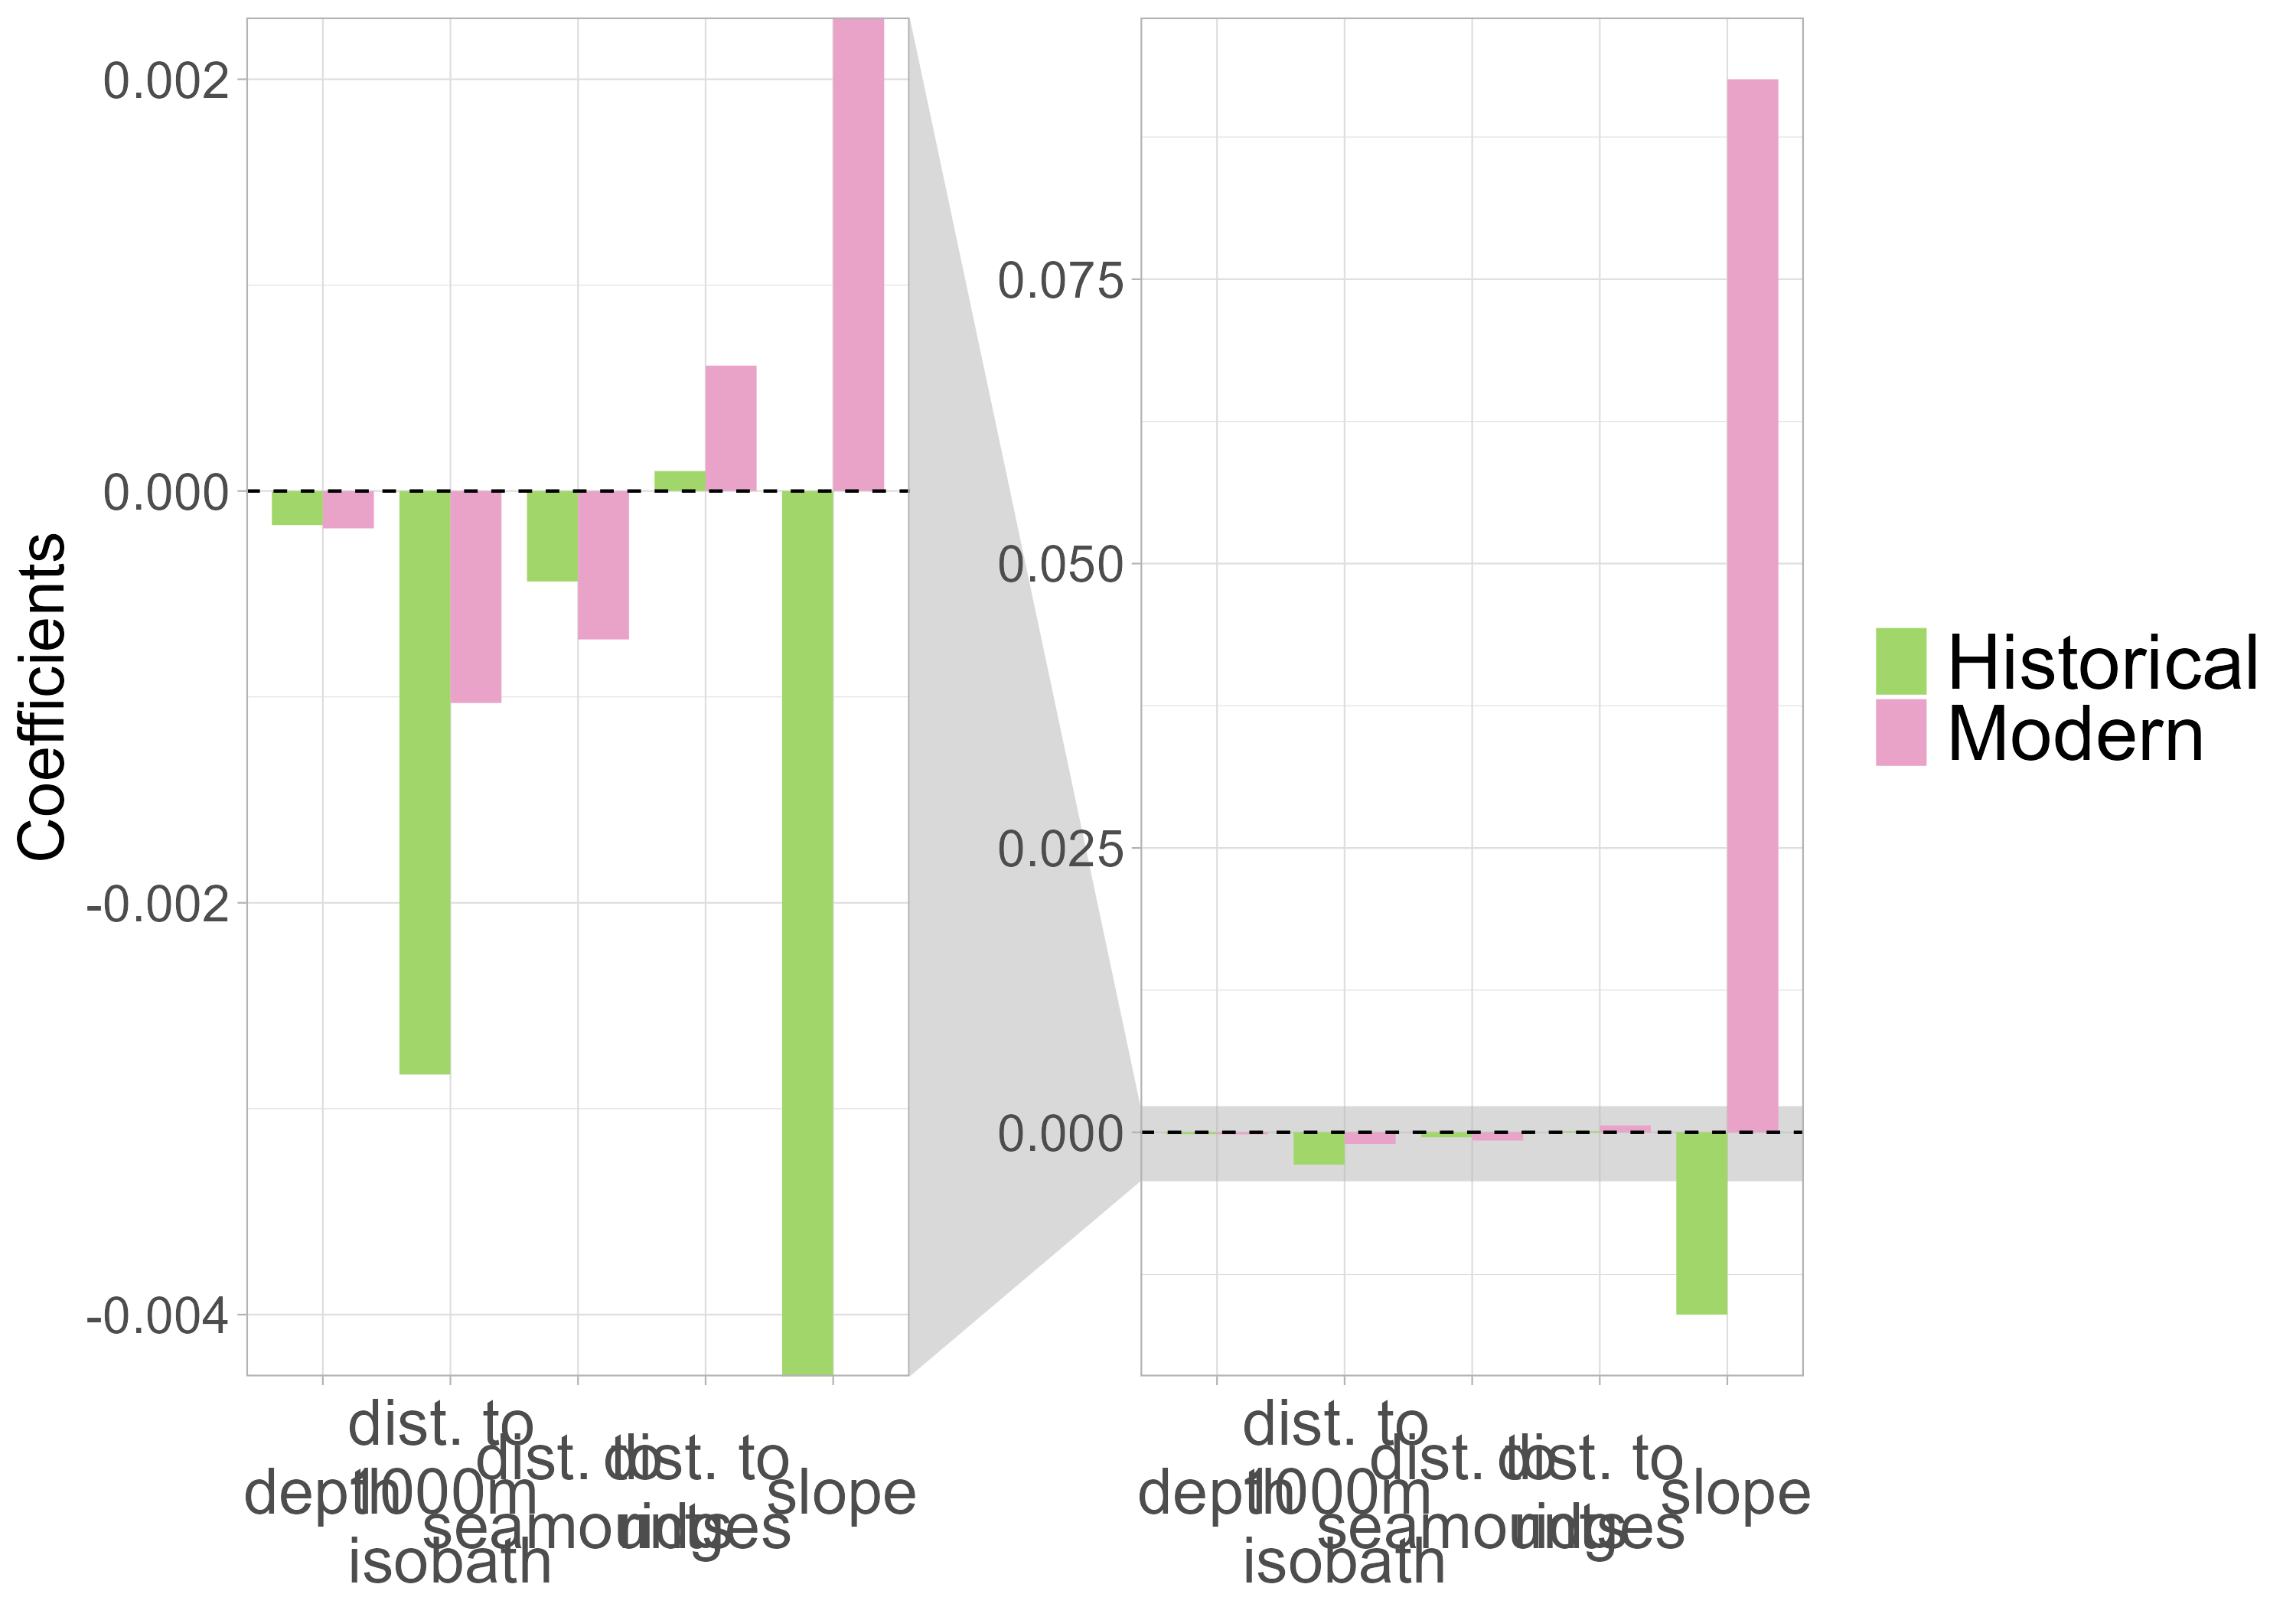 Coefficients
0.002
0.000
-0.002
-0.004
depth
dist. to
1000m
isobath
dist. to
seamounts
dist. to
ridges
slope
0.075
0.050
0.025
0.000
depth
dist. to
1000m
isobath
dist. to
seamounts
dist. to
ridges
slope
Historical
Modern